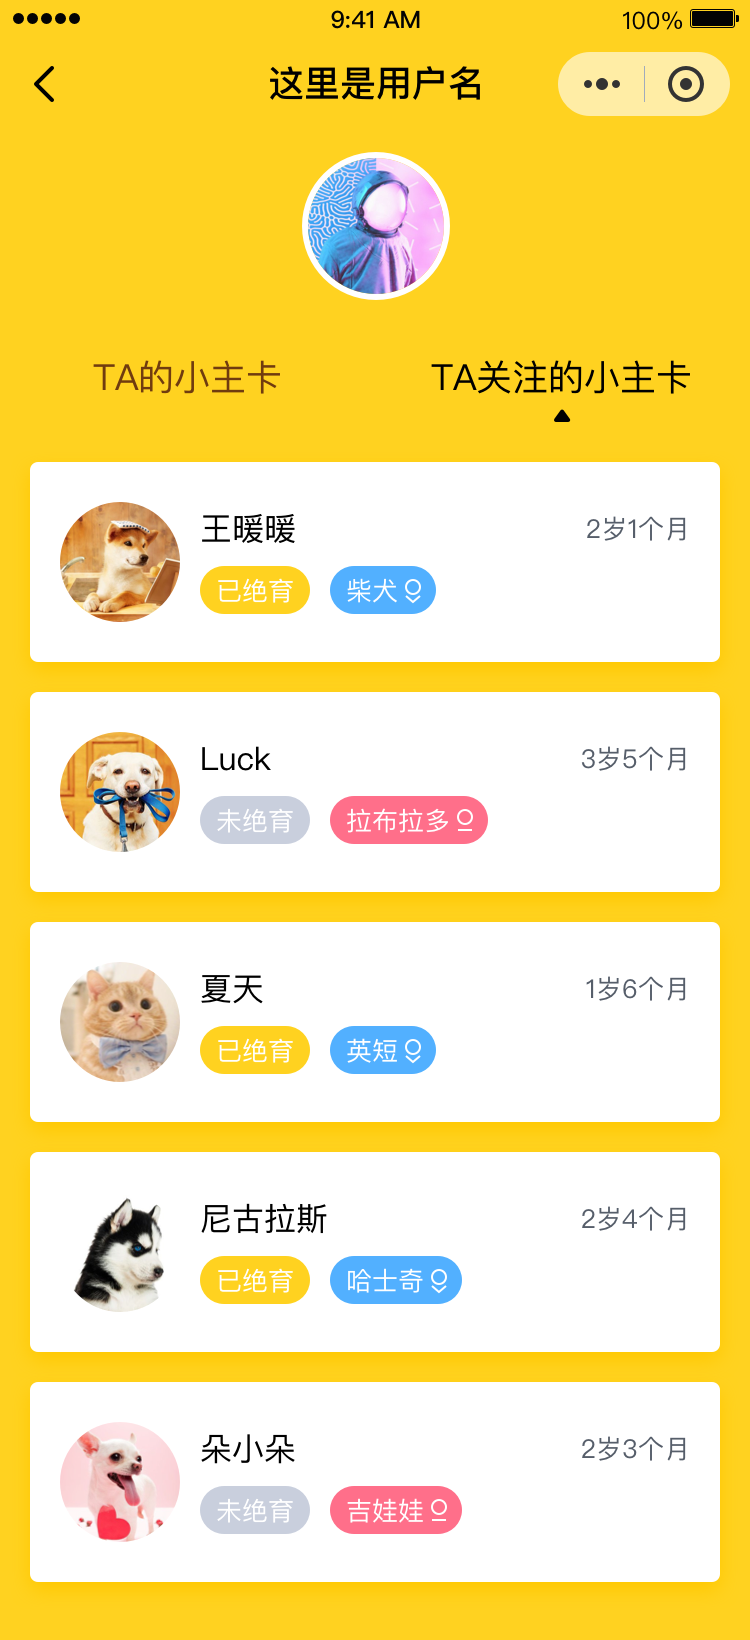 9:41 AM
100%
这里是用户名
TA的小主卡
TA关注的小主卡
王暖暖
2岁1个月
已绝育
柴犬
Luck
3岁5个月
未绝育
拉布拉多
夏天
1岁6个月
已绝育
英短
尼古拉斯
2岁4个月
已绝育
哈士奇
朵小朵
2岁3个月
未绝育
吉娃娃